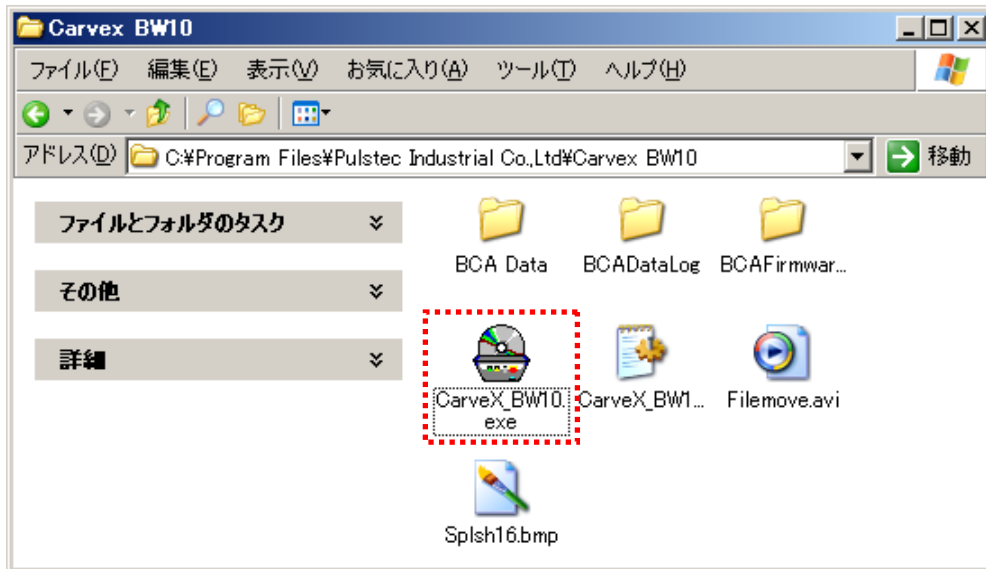 Carvex BW10
ファイル(F) 編集(E) 表示(V) お気に入り(A) ツール(T) ヘルプ(H)
アドレス(D) C:¥Program Files¥Pulstec Industrial Co.,Ltd¥Carvex BW10 移動
ファイルとフォルダのタスク
その他
詳細
BCA Data BCADataLog BCAFirmwar...
CarveX_BW10.
exe
CarveX_BW1... Filemove.avi
Splsh16.bmp